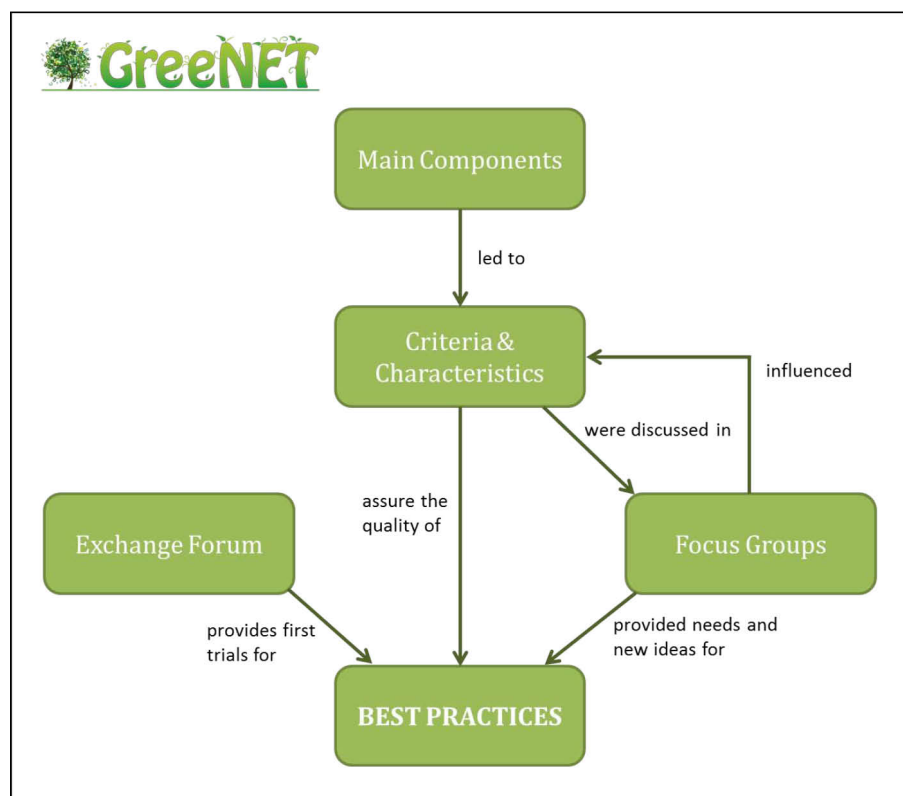 GreeNET
Main Components
led to
Criteria &
Characteristics
influenced
were discussed in
assure the
quality of
Exchange Forum
Focus Groups
provides first
trials for
provided needs and
new ideas for
BEST PRACTICES